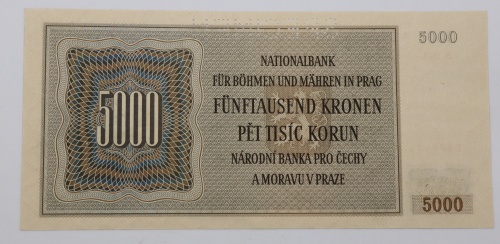 5000
NATIONALBANK
FÜR BÖHMEN UND MÄHREN IN PRAG
FÜNFTAUSEND KRONEN
PĚT TISÍC KORUN
NÁRODNÍ BANKA PRO ČECHY
A MORAVU V PRAZE
5000
5000